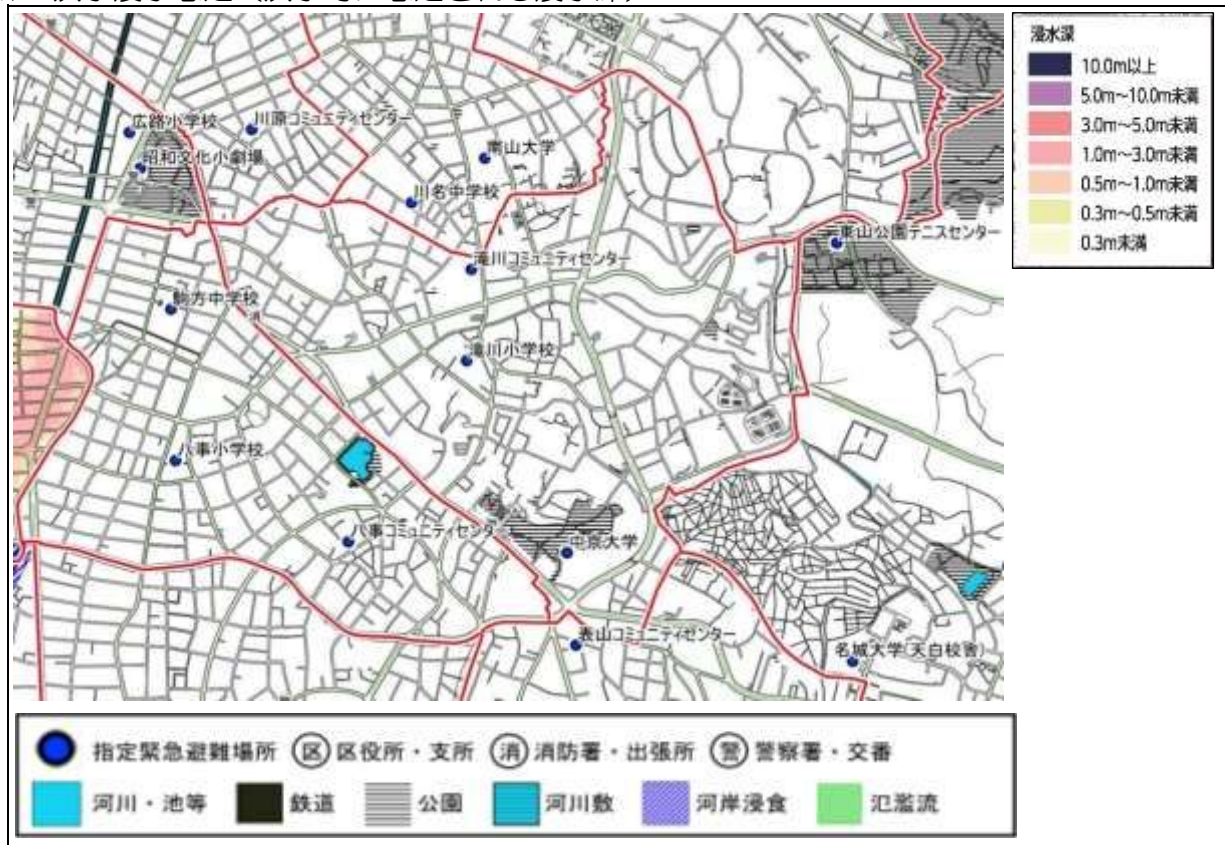 広路小学校
川原コミュニティセンター
昭和文化小劇場
南山大学
川名中学校
東山公園テニスセンター
滝川コミュニティセンター
駒方中学校
滝川小学校
八事小学校
八事コミュニティセンター
中京大学
表山コミュニティセンター
名城大学(天白校舎)
浸水深
10.0m以上
5.0m〜10.0m未満
3.0m〜5.0m未満
1.0m〜3.0m未満
0.5m〜1.0m未満
0.3m〜0.5m未満
0.3m未満
指定緊急避難場所 区 区役所・支所 消 消防署・出張所 警 警察署・交番
河川・池等 鉄道 公園 河川敷 河岸浸食 氾濫流